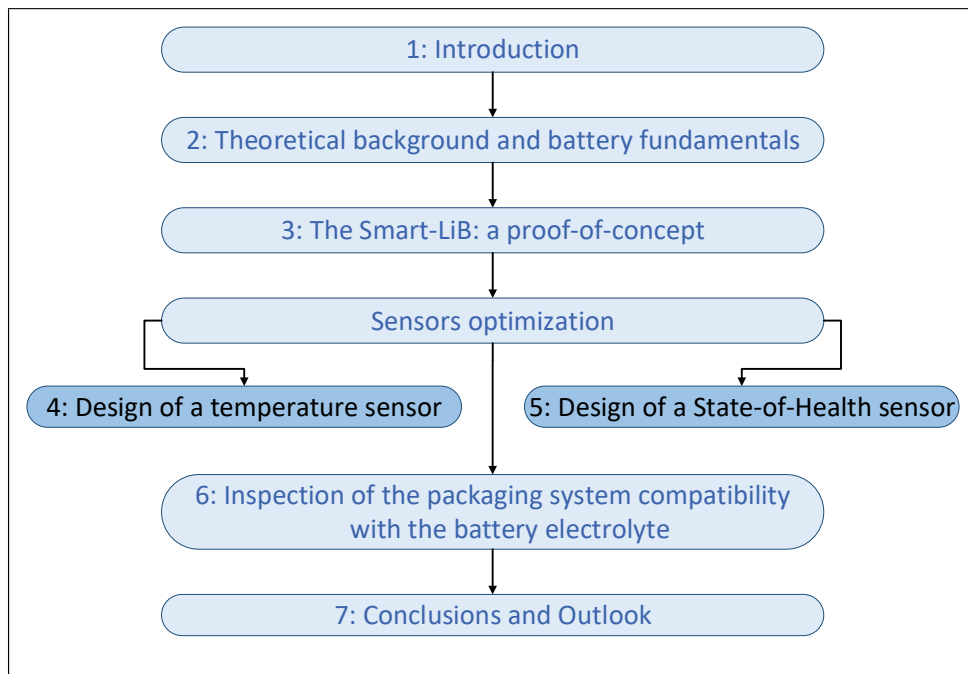 1: Introduction
2: Theoretical background and battery fundamentals
3: The Smart-LiB: a proof-of-concept
Sensors optimization
4: Design of a temperature sensor
5: Design of a State-of-Health sensor
6: Inspection of the packaging system compatibility
with the battery electrolyte
7: Conclusions and Outlook